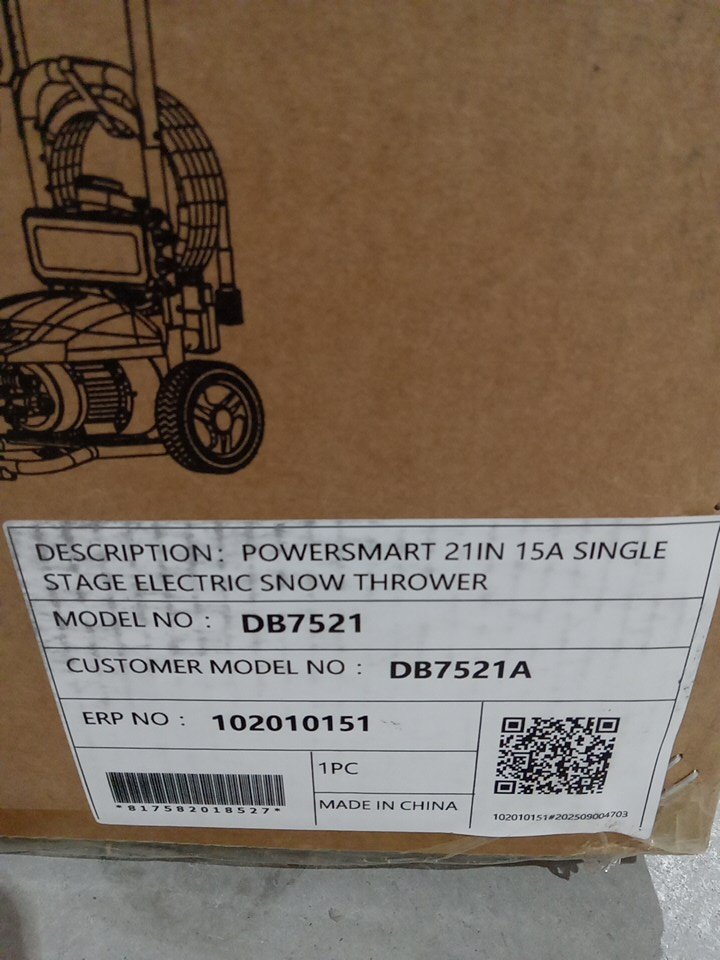 DESCRIPTION: POWERSMART 21IN 15A SINGLE
STAGE ELECTRIC SNOW THROWER
MODEL NO : DB7521
CUSTOMER MODEL NO : DB7521A
ERP NO : 102010151
1PC
*817582018527*
MADE IN CHINA
102010151#202509004703